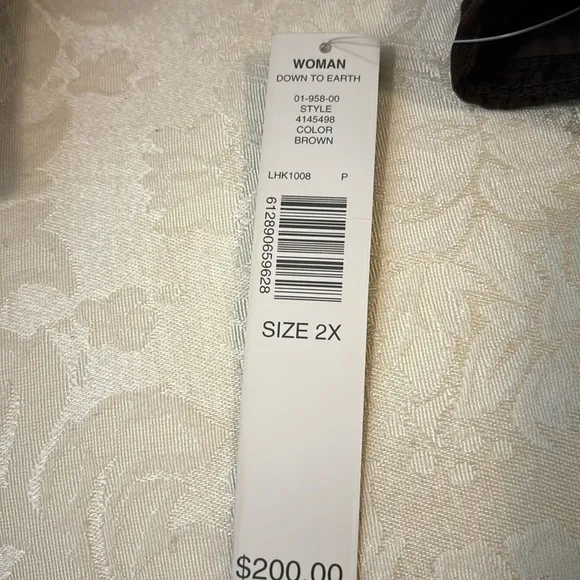 WOMAN
DOWN TO EARTH
01-958-00
STYLE
4145498
COLOR
BROWN
LHK1008 P
612890659628
SIZE 2X
$200.00